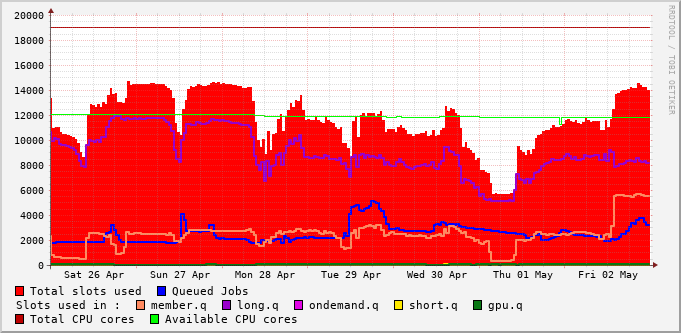 RRDTOOL / TOBI OETIKER
20000
18000
16000
14000
12000
10000
8000
6000
4000
2000
0
Sat 26 Apr Sun 27 Apr Mon 28 Apr Tue 29 Apr Wed 30 Apr Thu 01 May Fri 02 May
Total slots used Queued Jobs
Slots used in : member.q long.q ondemand.q short.q gpu.q
Total CPU cores Available CPU cores